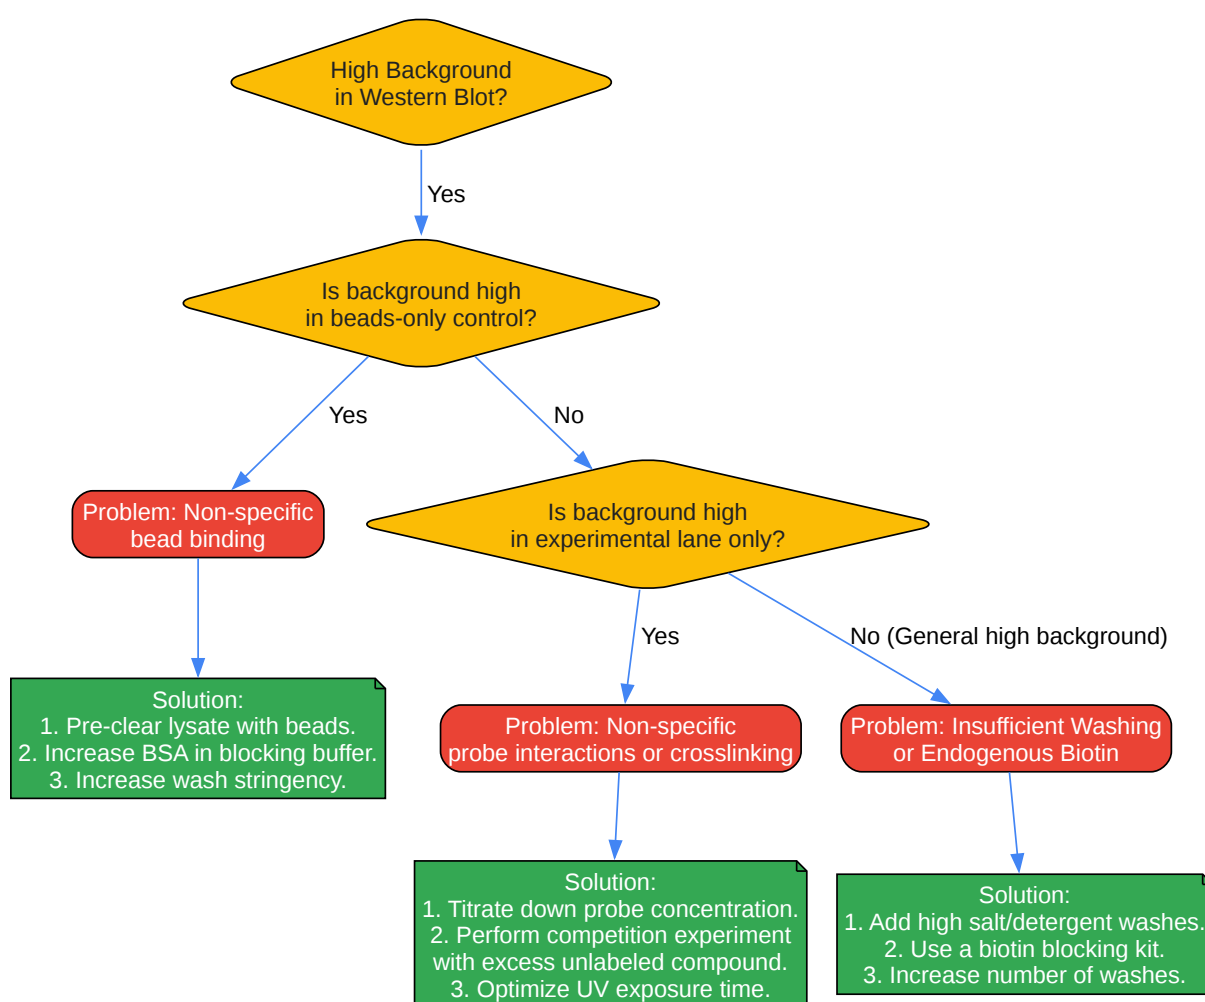 High Background
in Western Blot?
Yes
Is background high
in beads-only control?
Yes
No
Problem: Non-specific
bead binding
Is background high
in experimental lane only?
Yes
No (General high background)
Solution:
1. Pre-clear lysate with beads.
2. Increase BSA in blocking buffer.
3. Increase wash stringency.
Problem: Non-specific
probe interactions or crosslinking
Problem: Insufficient Washing
or Endogenous Biotin
Solution:
1. Titrate down probe concentration.
2. Perform competition experiment
with excess unlabeled compound.
3. Optimize UV exposure time.
Solution:
1. Add high salt/detergent washes.
2. Use a biotin blocking kit.
3. Increase number of washes.